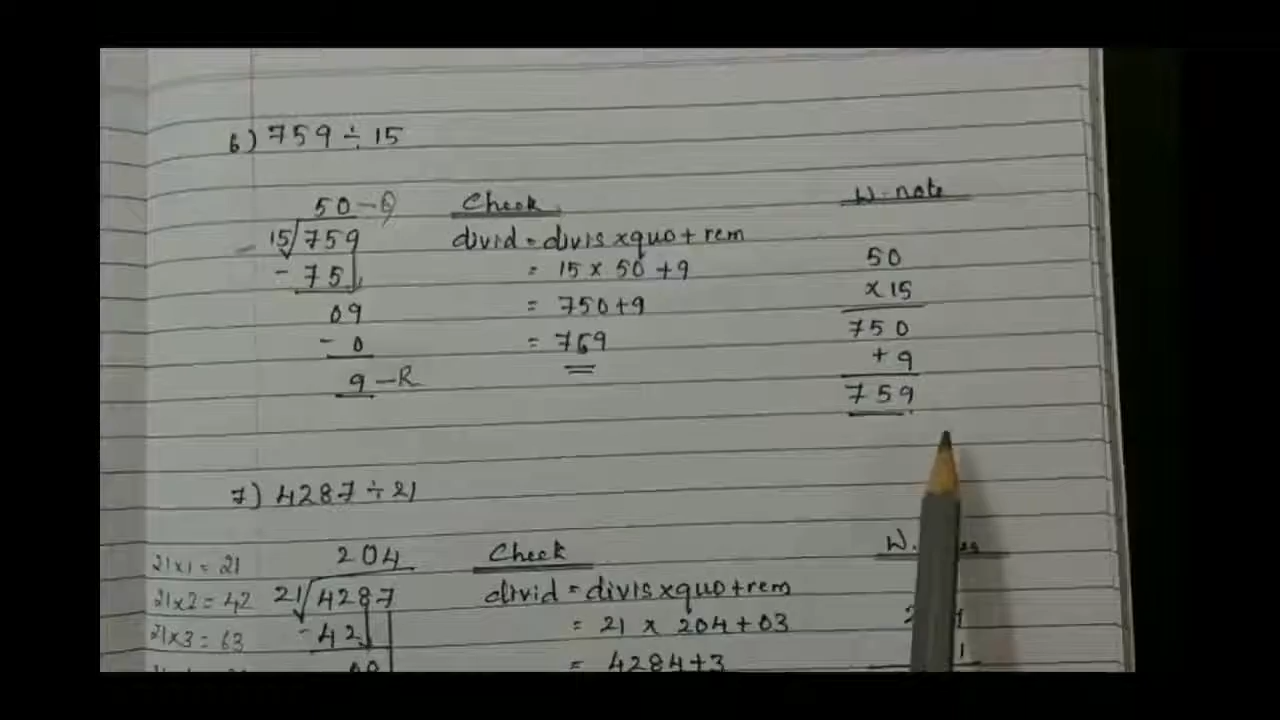 6) 759 ÷ 15
50 - Q
15 759
- 75
09
- 0
9 - R
Check
divid = divis x quo + rem
= 15 x 50 + 9
= 750 + 9
= 769
W. note
50
x 15
750
+ 9
759
7) 4287 ÷ 21
21x1 = 21
21x2 = 42
21x3 = 63
204
21 4287
- 42
Check
divid = divis x quo + rem
= 21 x 204 + 03
= 4284 + 3
W.